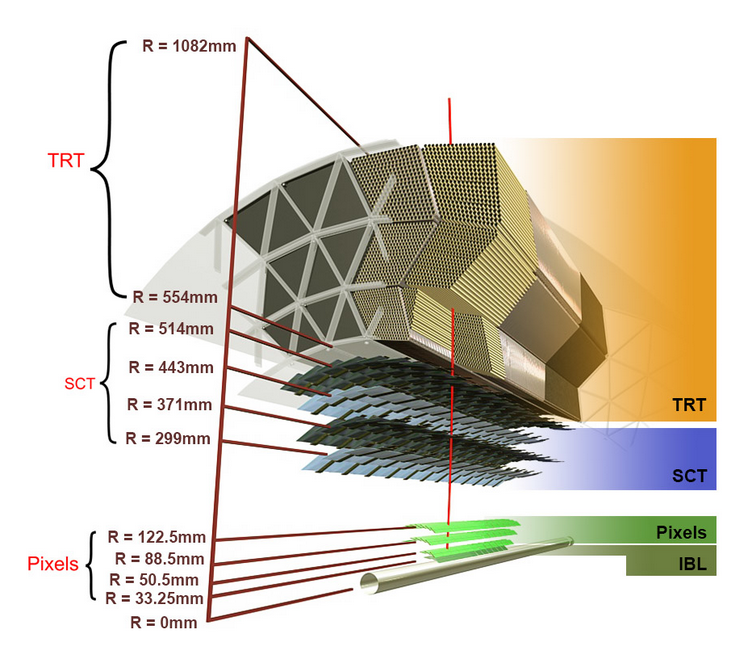 R = 1082mm
TRT
R = 554mm
R = 514mm
SCT
R = 443mm
R = 371mm
R = 299mm
TRT
SCT
R = 122.5mm
Pixels
R = 88.5mm
Pixels
IBL
R = 50.5mm
R = 33.25mm
R = 0mm